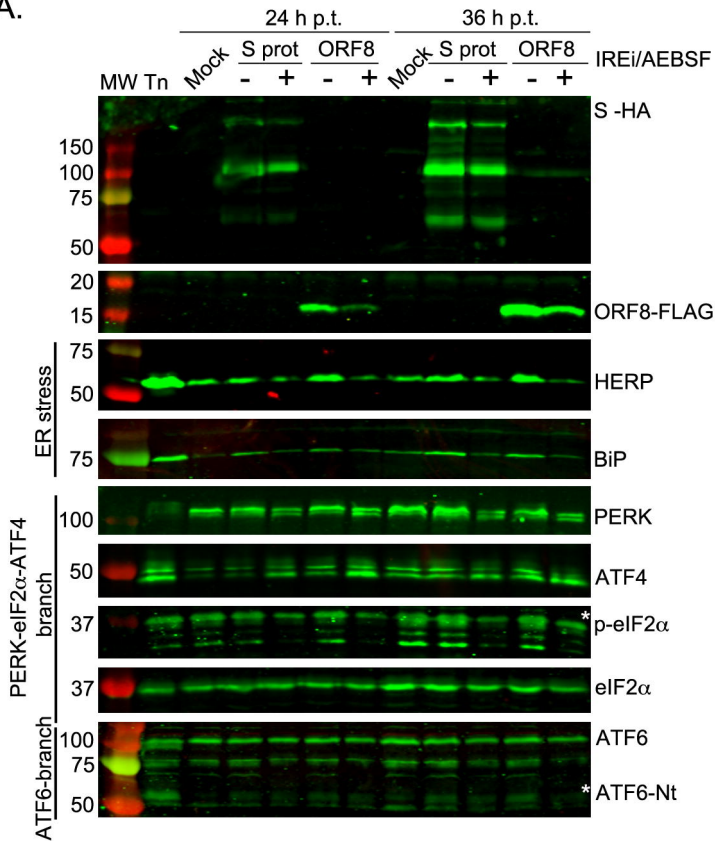 A.
24 h p.t. 36 h p.t.
Mock S prot ORF8 Mock S prot ORF8 IREi/AEBSF
MW Tn - + - + - + - +
S -HA
150
100
75
50
20
15
ORF8-FLAG
ER stress
75
50
HERP
75
BiP
PERK-eIF2α-ATF4
branch
100
PERK
50
ATF4
37
* p-eIF2α
37
eIF2α
ATF6-branch
100
75
50
ATF6
* ATF6-Nt